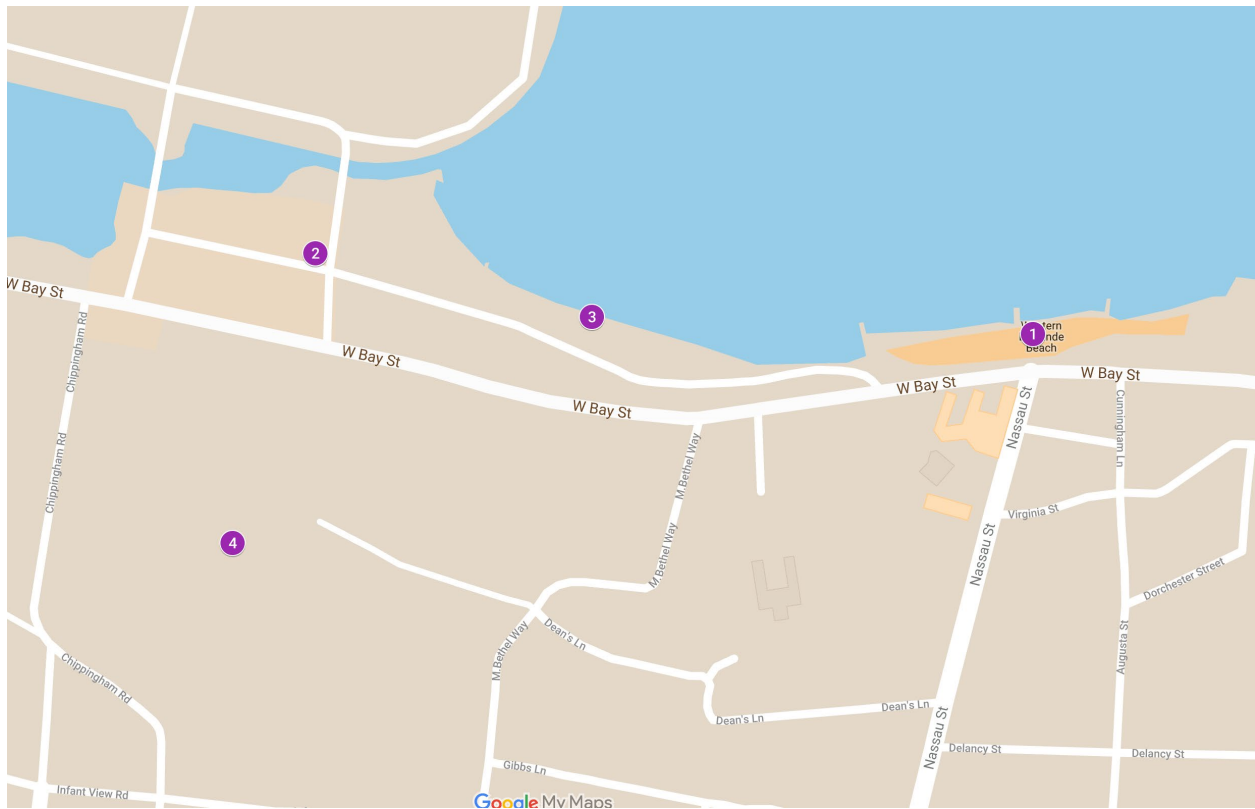 W Bay St
2
3
Western
Beach
1
W Bay St
W Bay St
W Bay St
W Bay St
Chippingham Rd
Nassau St
Cunningham Ln
M.Bethel Way
Chippingham Rd
Virginia St
4
Nassau St
M.Bethel Way
Dorchester Street
Dean's Ln
M.Bethel Way
Augusta St
Chippingham Rd
Dean's Ln
Dean's Ln
Nassau St
Delancy St
Delancy St
Gibbs Ln
Infant View Rd
Google My Maps